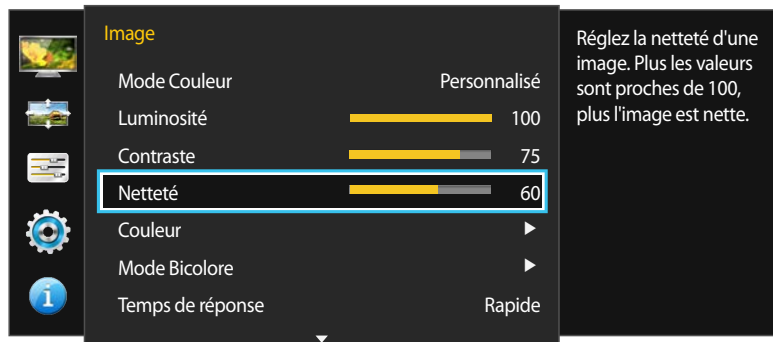 Image
Mode Couleur Personnalisé
Luminosité 100
Contraste 75
Netteté 60
Couleur
Mode Bicolore
Temps de réponse Rapide
Réglez la netteté d'une
image. Plus les valeurs
sont proches de 100,
plus l'image est nette.